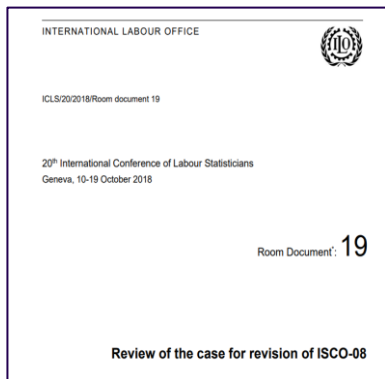 INTERNATIONAL LABOUR OFFICE
ICLS/20/2018/Room document 19
20th International Conference of Labour Statisticians
Geneva, 10-19 October 2018
Room Document*: 19
Review of the case for revision of ISCO-08